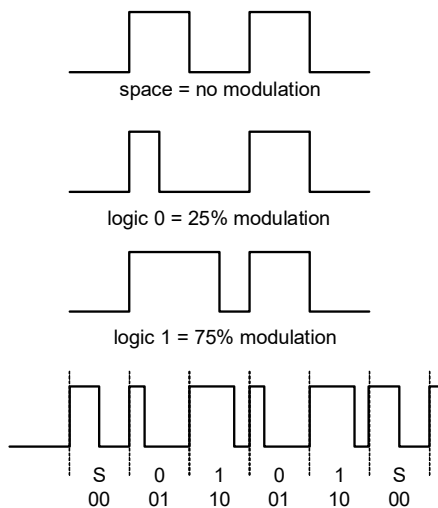 space = no modulation
logic 0 = 25% modulation
logic 1 = 75% modulation
S 0 1 0 1 S
00 01 10 01 10 00